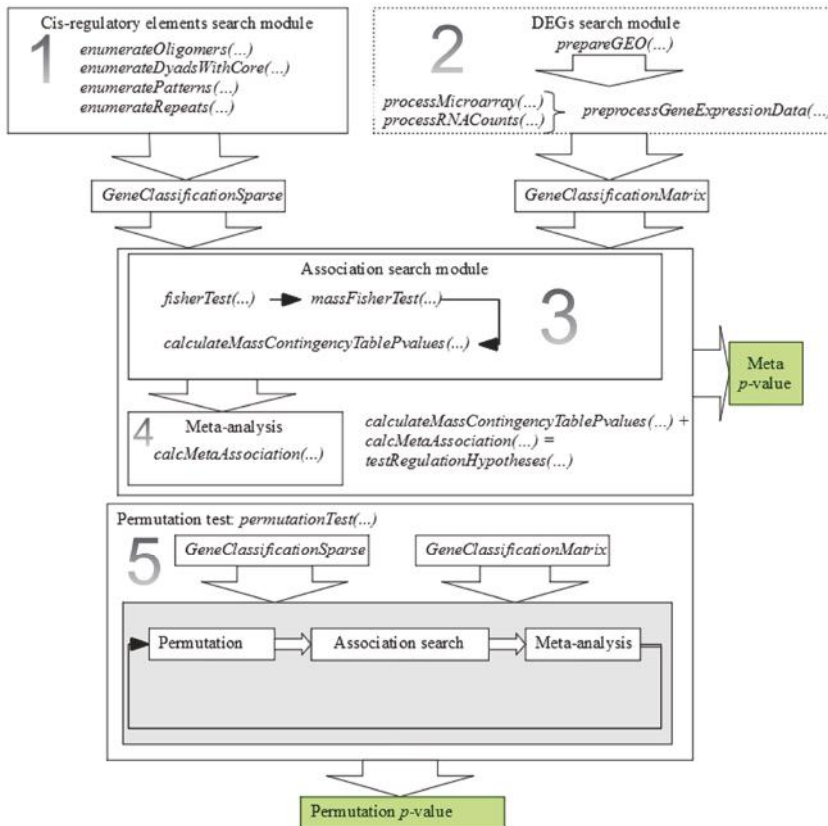 1
Cis-regulatory elements search module
enumerateOligomers(...)
enumerateDyadsWithCore(...)
enumeratePatterns(...)
enumerateRepeats(...)
2
DEGs search module
prepareGEO(...)
processMicroarray(...)
processRNACounts(...)
preprocessGeneExpressionData(...)
GeneClassificationSparse
GeneClassificationMatrix
Association search module
3
fisherTest(...)
massFisherTest(...)
calculateMassContingencyTablePvalues(...)
4
Meta-analysis
calcMetaAssociation(...)
calculateMassContingencyTablePvalues(...) +
calcMetaAssociation(...) =
testRegulationHypotheses(...)
Meta
p-value
Permutation test: permutationTest(...)
5
GeneClassificationSparse
GeneClassificationMatrix
Permutation
Association search
Meta-analysis
Permutation p-value